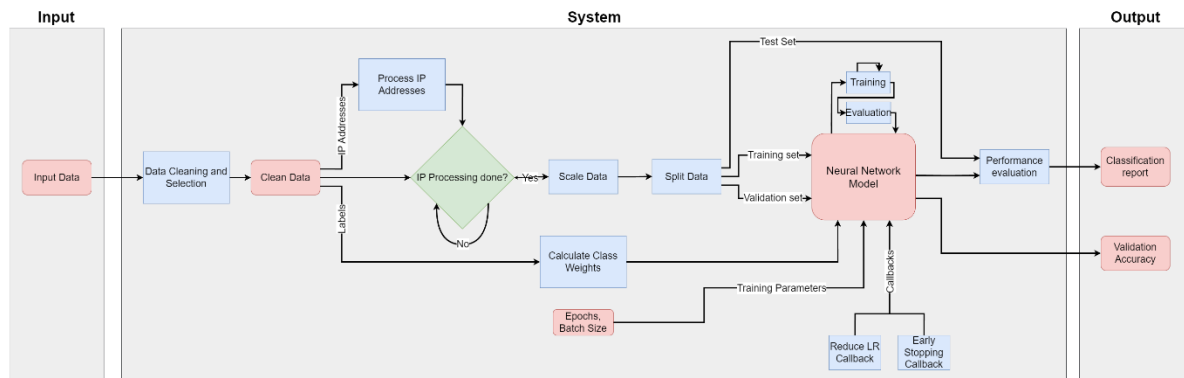 Input
System
Output
Test Set
Process IP
Addresses
Training
Evaluation
IP Addresses
Input Data
Data Cleaning and
Selection
Clean Data
IP Processing done?
Yes
Scale Data
Split Data
Training set
Validation set
Neural Network
Model
Performance
evaluation
Classification
report
No
Labels
Calculate Class
Weights
Validation
Accuracy
Training Parameters
Callbacks
Epochs,
Batch Size
Reduce LR
Callback
Early
Stopping
Callback